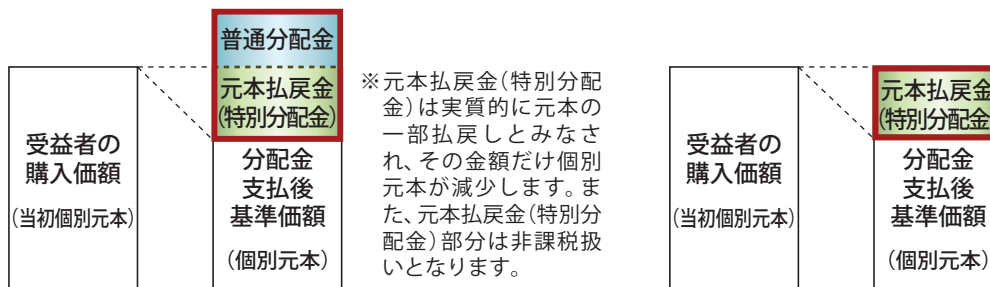 普通分配金
元本払戻金
(特別分配金)
受益者の
購入価額
(当初個別元本)
分配金
支払後
基準価額
(個別元本)
※元本払戻金(特別分配
金)は実質的に元本の
一部払戻しとみなさ
れ、その金額だけ個別
元本が減少します。ま
た、元本払戻金(特別分
配金)部分は非課税扱
いとなります。
受益者の
購入価額
(当初個別元本)
元本払戻金
(特別分配金
分配金
支払後
基準価額
(個別元本)